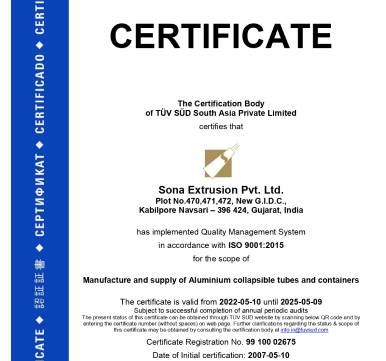 CERTIFICATE
The Certification Body
of TÜV SÜD South Asia Private Limited
certifies that
Sona Extrusion Pvt. Ltd.
Plot No.470,471,472, New G.I.D.C.,
Kabilpore Navsari – 396 424, Gujarat, India
has implemented Quality Management System
in accordance with ISO 9001:2015
for the scope of
Manufacture and supply of Aluminium collapsible tubes and containers
The certificate is valid from 2022-05-10 until 2025-05-09
Subject to successful completion of annual periodic audits
The present status of this certificate can be obtained through TUV SUD website by scanning below QR code and by
entering the certificate number (without spaces) on web page. Further clarifications regarding the status & scope of
this certificate may be obtained by consulting the certification body at info.in@tuvsud.com
Certificate Registration No. 99 100 02675
Date of Initial certification: 2007-05-10
CATE ◆ 認証証書 ◆ СЕРТИФИКАТ ◆ CERTIFICADO ◆ CERTI